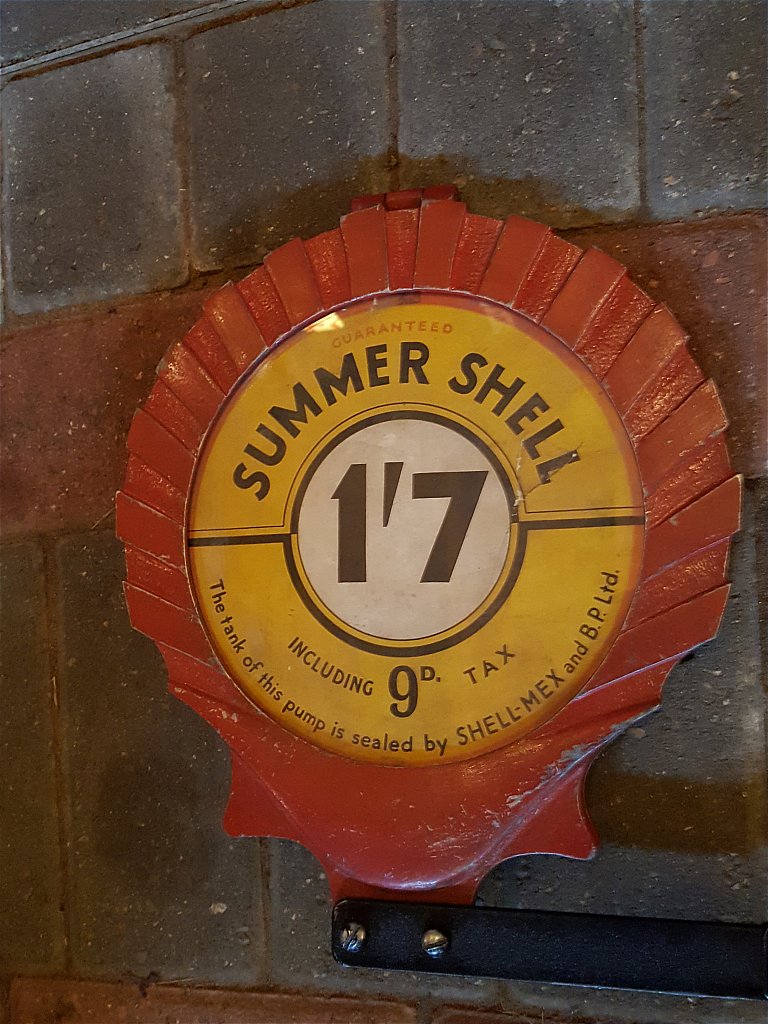 GUARANTEED
SUMMER SHELL
1'7
INCLUDING 9D. TAX
The tank of this pump is sealed by SHELL-MEX and B.P. Ltd.